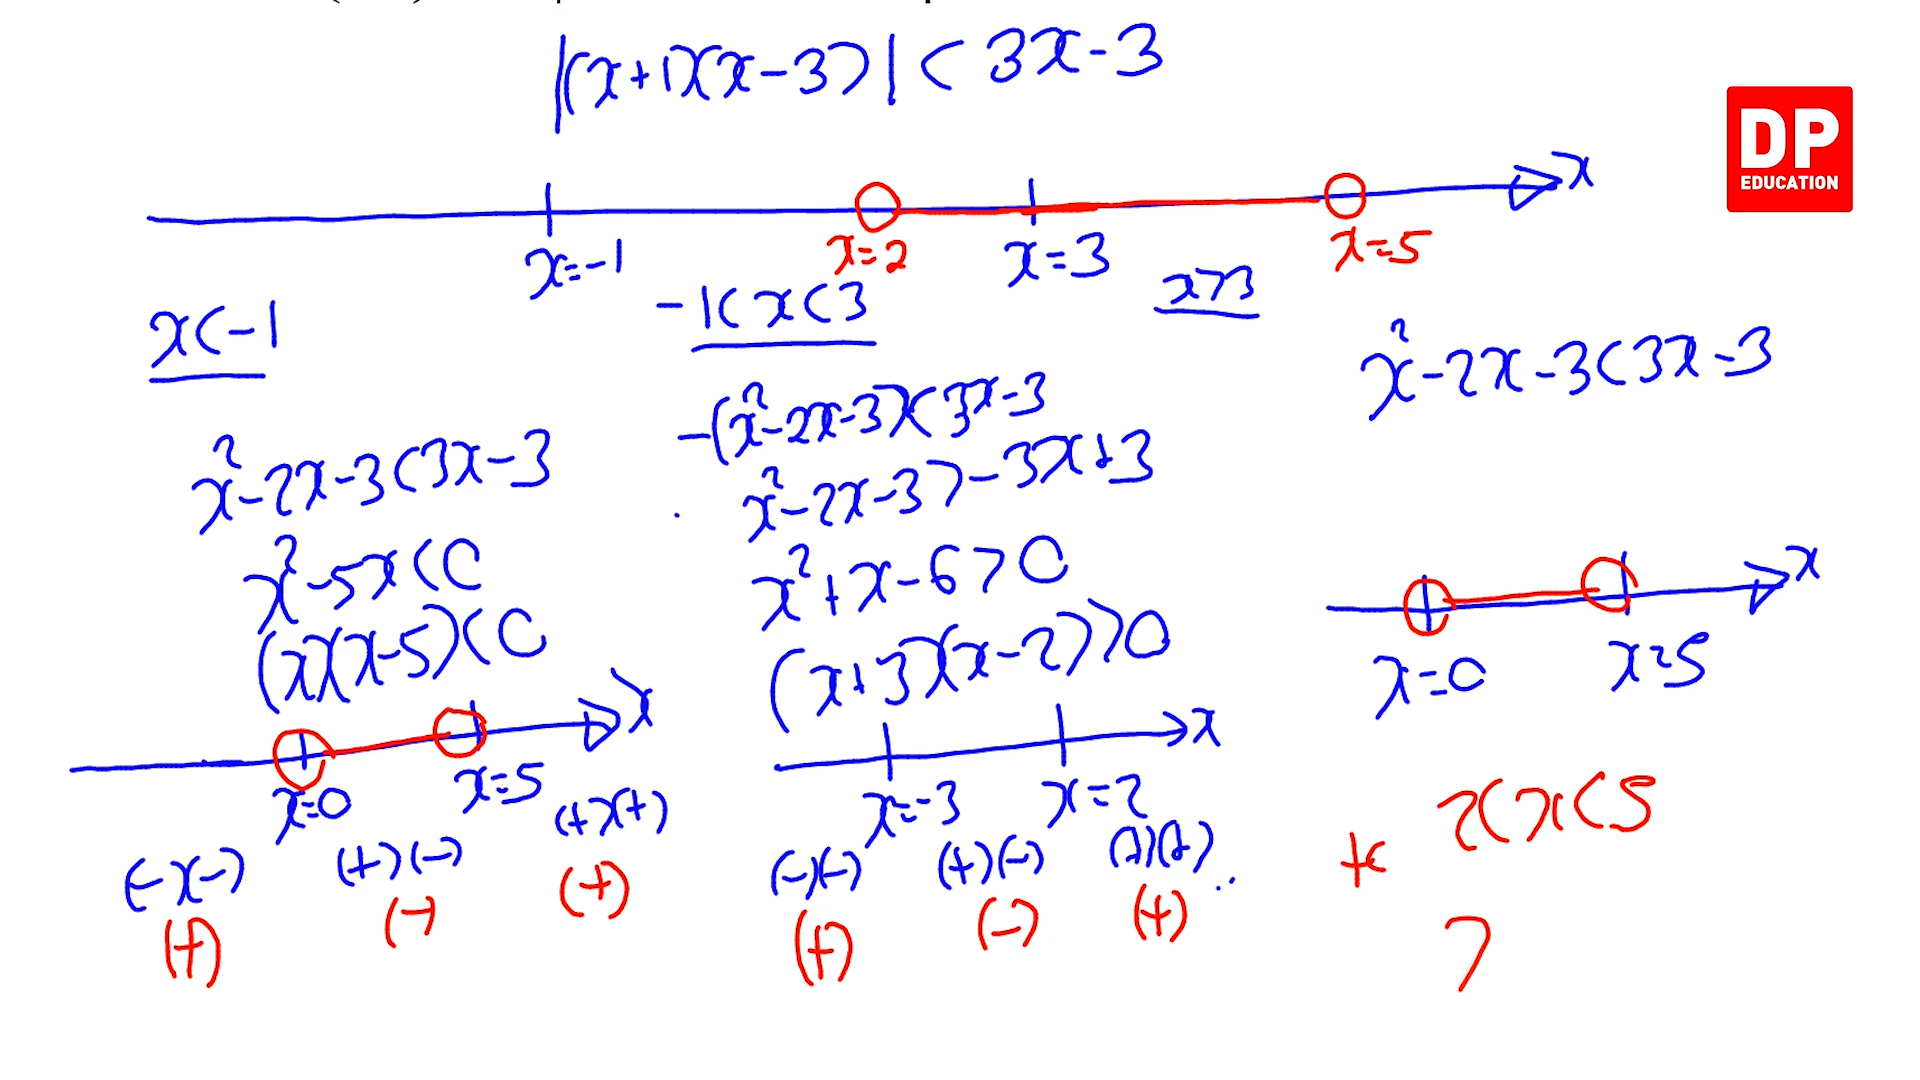 |(x+1)(x-3)| < 3x-3
DP
EDUCATION
x
x=-1
x=2
x=3
x=5
x<-1
-1<x<3
x>3
x²-2x-3<3x-3
x²-5x<0
(x)(x-5)<0
x
x=0
x=5
(-)(-)
(+)(-)
(+)(+)
(+)
(-)
(+)
-(x²-2x-3)<3x-3
x²-2x-3>-3x+3
x²+x-6>0
(x+3)(x-2)>0
x
x=-3
x=2
(-)(-)
(+)(-)
(+)(+)
(+)
(-)
(+)
x²-2x-3<3x-3
x
x=0
x=5
2<x<5